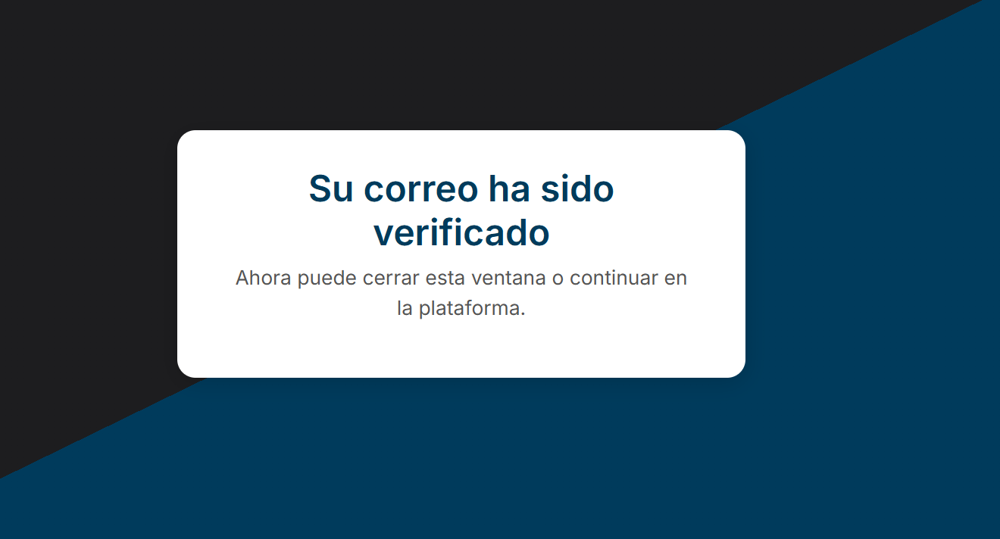 Su correo ha sido
verificado
Ahora puede cerrar esta ventana o continuar en
la plataforma.